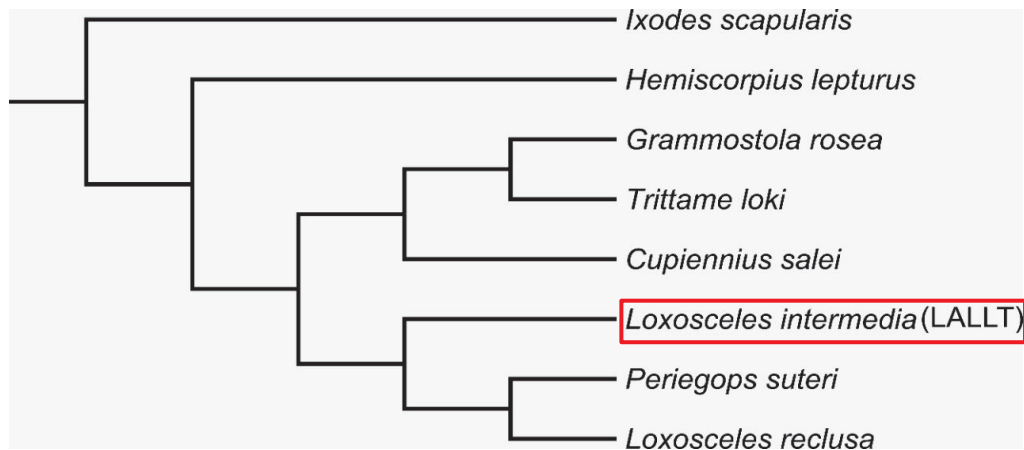 Ixodes scapularis
Hemiscorpius lepturus
Grammostola rosea
Trittame loki
Cupiennius salei
Loxosceles intermedia (LALLT)
Periegops suteri
Loxosceles reclusa